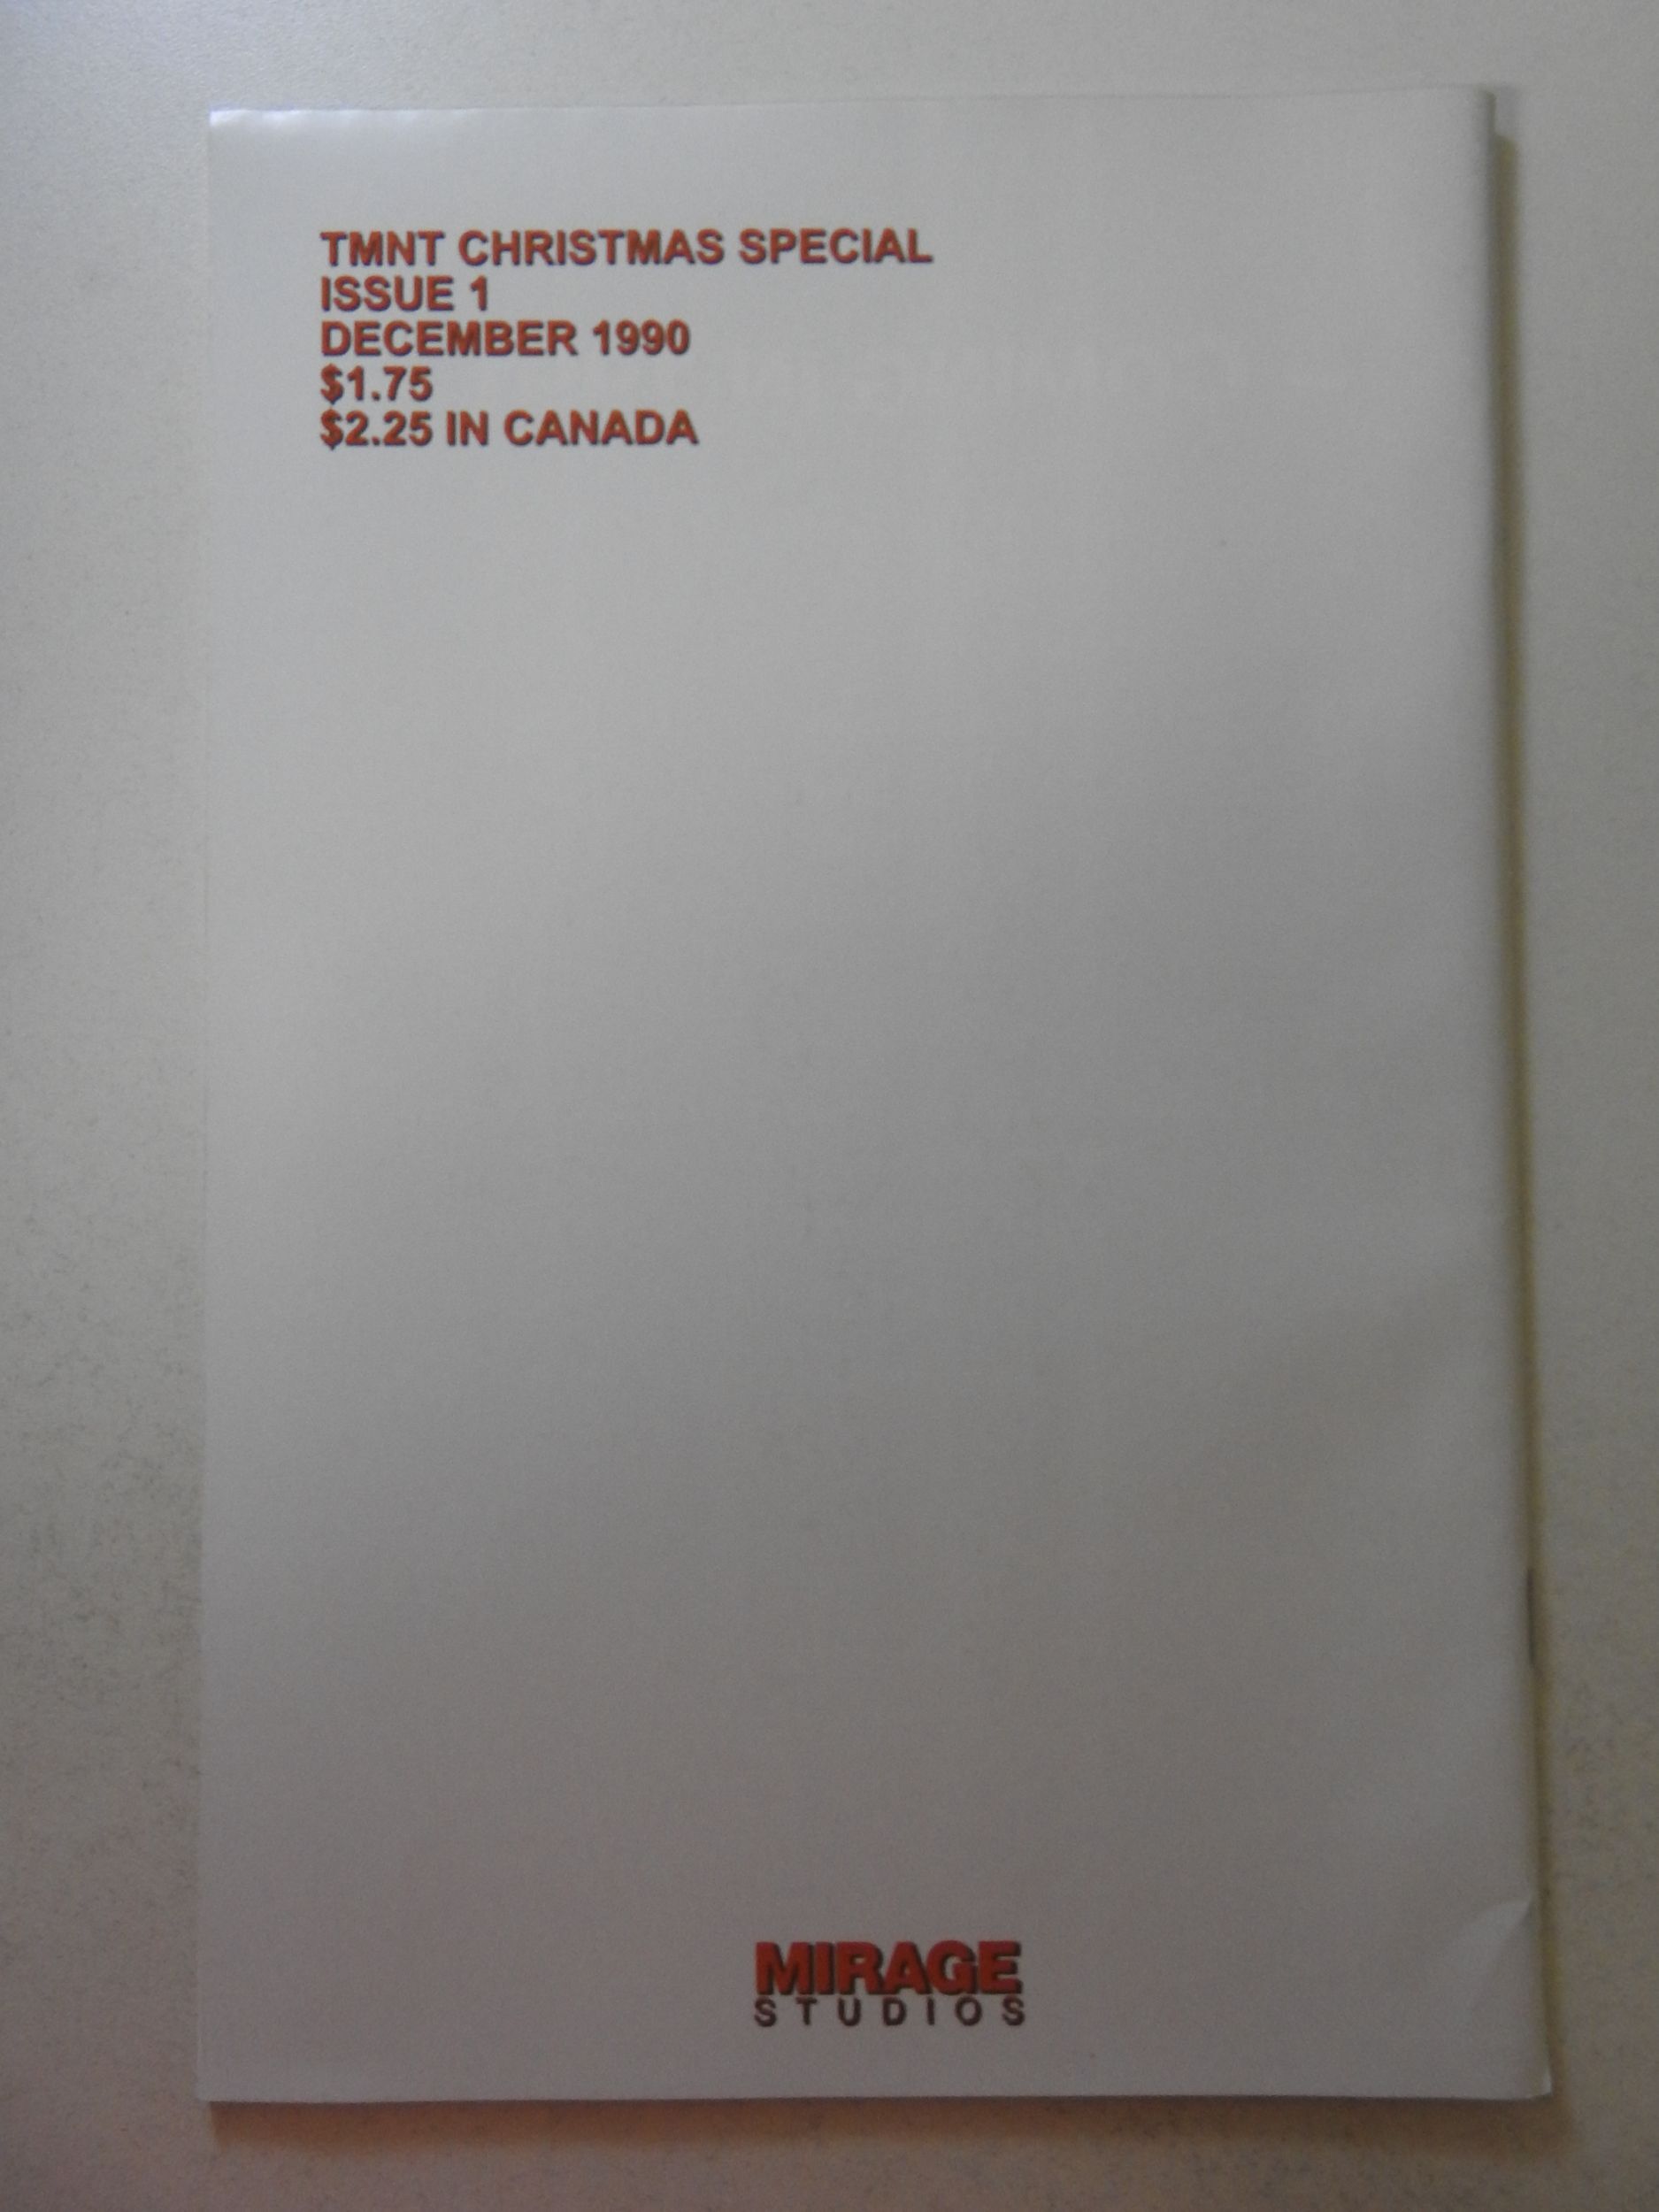 TMNT CHRISTMAS SPECIAL
ISSUE 1
DECEMBER 1990
$1.75
$2.25 IN CANADA
MIRAGE
STUDIOS